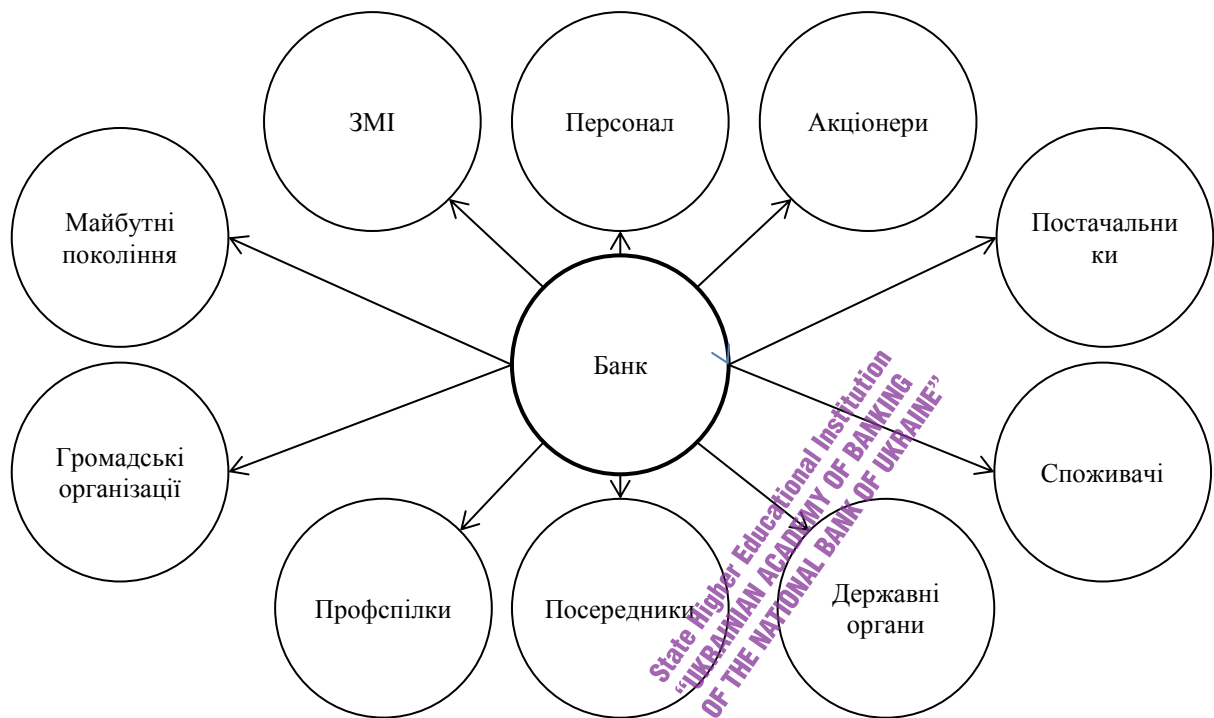 ЗМІ
Персонал
Акціонери
Майбутні
покоління
Постачальни
ки
Банк
Громадські
організації
Споживачі
Профспілки
Посередники
Державні
органи
State Higher Educational Institution
“UKRAINIAN ACADEMY OF BANKING
OF THE NATIONAL BANK OF UKRAINE”